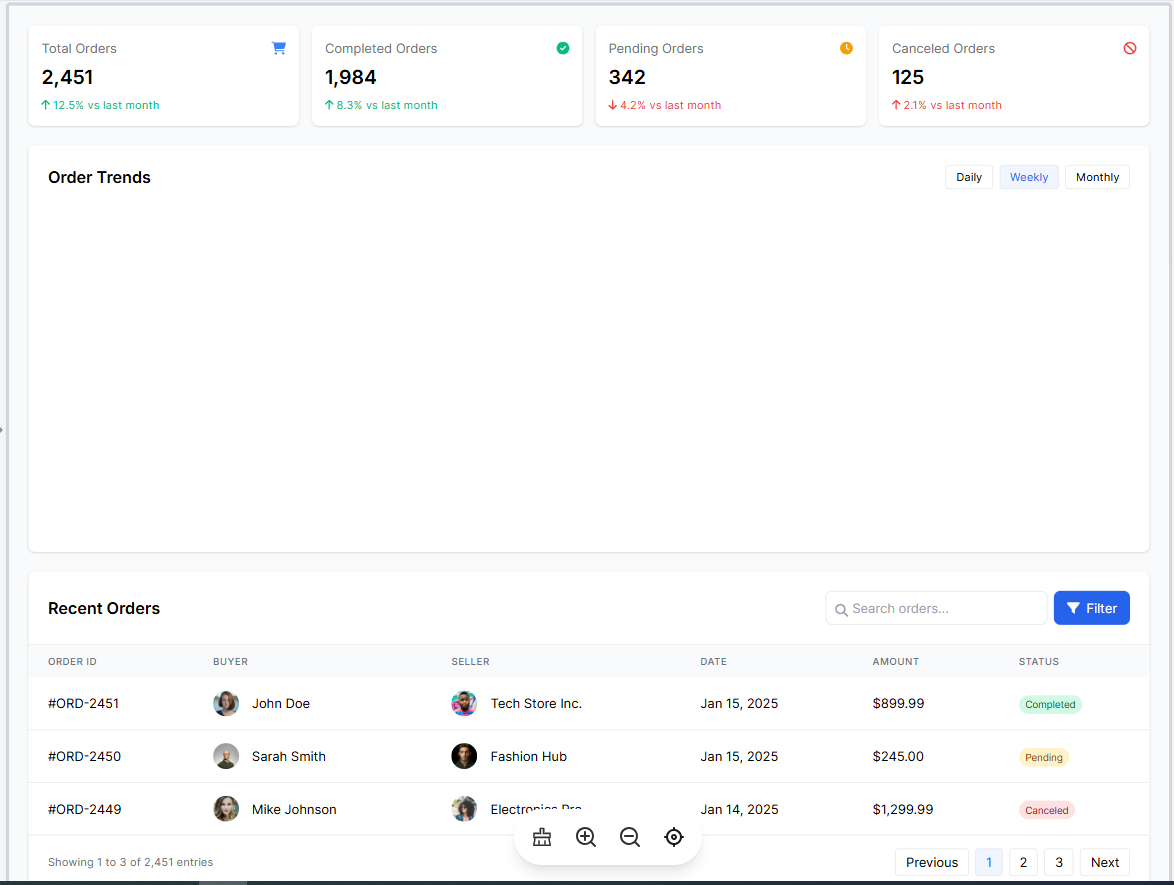 Total Orders
2,451
12.5% vs last month
Completed Orders
1,984
8.3% vs last month
Pending Orders
342
4.2% vs last month
Canceled Orders
125
2.1% vs last month
Order Trends
Daily Weekly Monthly
Recent Orders
Search orders...
Filter
ORDER ID BUYER SELLER DATE AMOUNT STATUS
#ORD-2451 John Doe Tech Store Inc. Jan 15, 2025 $899.99 Completed
#ORD-2450 Sarah Smith Fashion Hub Jan 15, 2025 $245.00 Pending
#ORD-2449 Mike Johnson Electronics Pro Jan 14, 2025 $1,299.99 Canceled
Showing 1 to 3 of 2,451 entries
Previous 1 2 3 Next